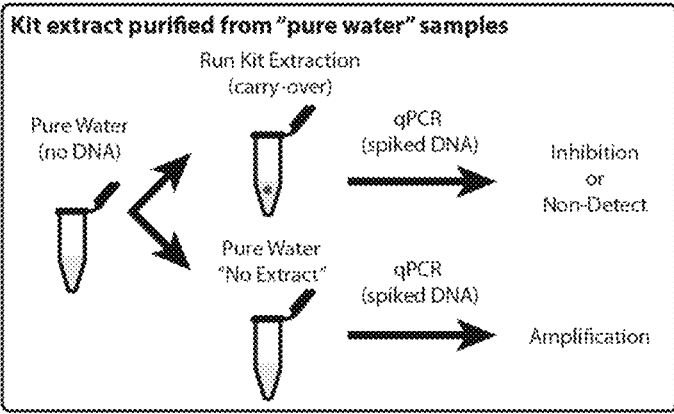 Kit extract purified from "pure water" samples
Run Kit Extraction
(carry-over)
Pure Water
(no DNA)
qPCR
(spiked DNA)
Inhibition
or
Non-Detect
Pure Water
"No Extract"
qPCR
(spiked DNA)
Amplification